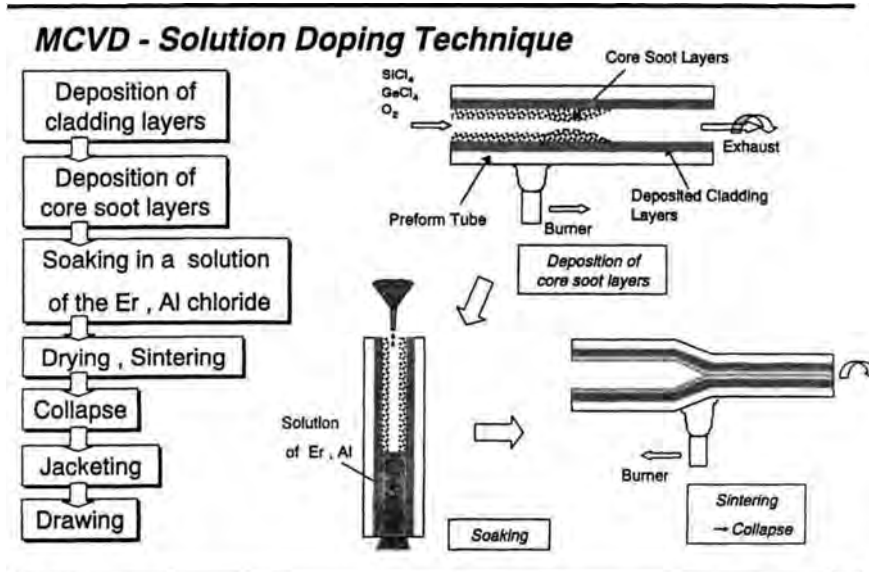 MCVD - Solution Doping Technique
Deposition of
cladding layers
Deposition of
core soot layers
Soaking in a solution
of the Er , Al chloride
Drying , Sintering
Collapse
Jacketing
Drawing
SiCl₄
GeCl₄
O₂
Core Soot Layers
Exhaust
Preform Tube
Burner
Deposited Cladding
Layers
Deposition of
core soot layers
Solution
of Er , Al
Soaking
Burner
Sintering
→ Collapse